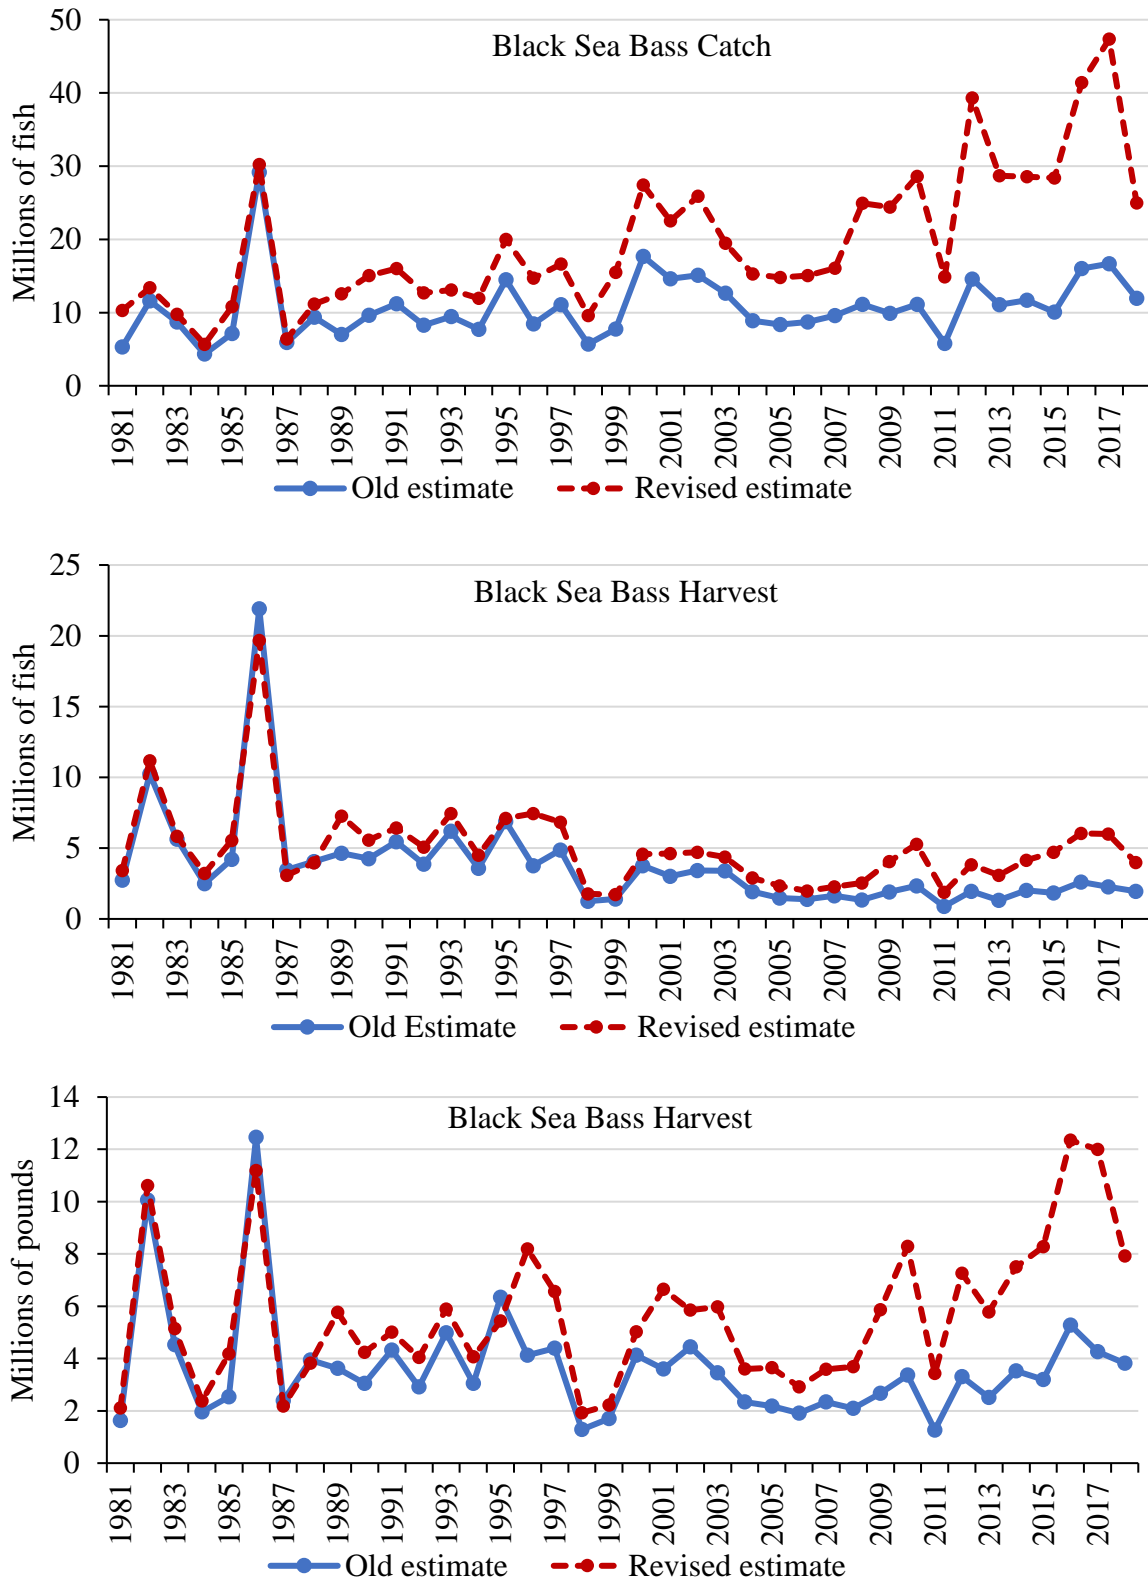 Black Sea Bass Catch
Millions of fish
50
40
30
20
10
0
1981 1983 1985 1987 1989 1991 1993 1995 1997 1999 2001 2003 2005 2007 2009 2011 2013 2015 2017
Old estimate Revised estimate
Black Sea Bass Harvest
Millions of fish
25
20
15
10
5
0
1981 1983 1985 1987 1989 1991 1993 1995 1997 1999 2001 2003 2005 2007 2009 2011 2013 2015 2017
Old Estimate Revised estimate
Black Sea Bass Harvest
Millions of pounds
14
12
10
8
6
4
2
0
1981 1983 1985 1987 1989 1991 1993 1995 1997 1999 2001 2003 2005 2007 2009 2011 2013 2015 2017
Old estimate Revised estimate